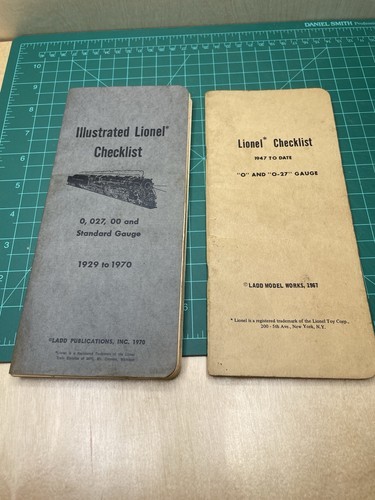 DANIEL SMITH
Illustrated Lionel®
Checklist
O, 027, OO and
Standard Gauge
1929 to 1970
©LADD PUBLICATIONS, INC. 1970
Lionel® Checklist
1947 TO DATE
"O" AND "O-27" GAUGE
©LADD MODEL WORKS, 1967
* Lionel is a registered trademark of the Lionel Toy Corp.,
200 - 5th Ave., New York, N.Y.